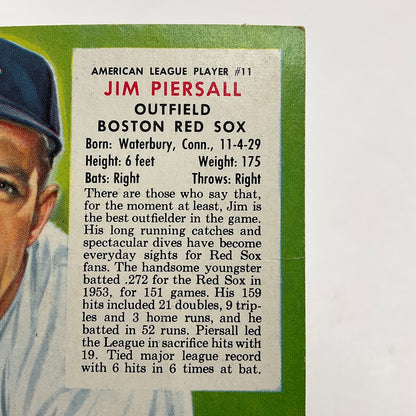 AMERICAN LEAGUE PLAYER #11
JIM PIERSALL
OUTFIELD
BOSTON RED SOX
Born: Waterbury, Conn., 11-4-29
Height: 6 feet Weight: 175
Bats: Right Throws: Right
There are those who say that,
for the moment at least, Jim is
the best outfielder in the game.
His long running catches and
spectacular dives have become
everyday sights for Red Sox
fans. The handsome youngster
batted .272 for the Red Sox in
1953, for 151 games. His 159
hits included 21 doubles, 9 trip-
les and 3 home runs, and he
batted in 52 runs. Piersall led
the League in sacrifice hits with
19. Tied major league record
with 6 hits in 6 times at bat.